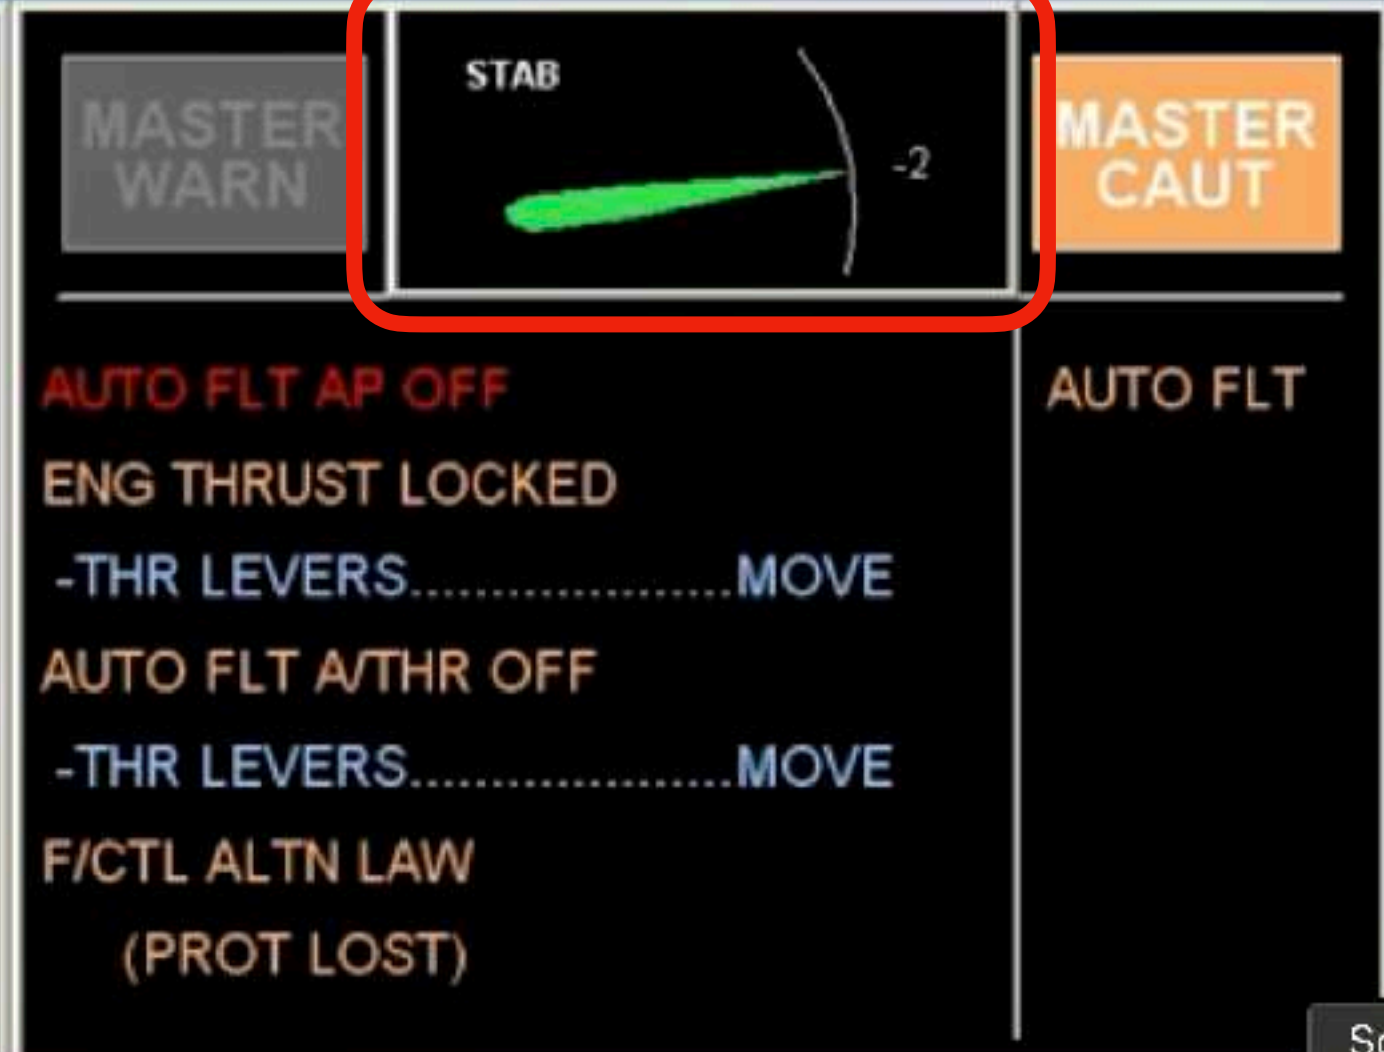 MASTER
WARN
STAB
-2
MASTER
CAUT
AUTO FLT AP OFF
AUTO FLT
ENG THRUST LOCKED
-THR LEVERS....................MOVE
AUTO FLT A/THR OFF
-THR LEVERS....................MOVE
F/CTL ALTN LAW
(PROT LOST)